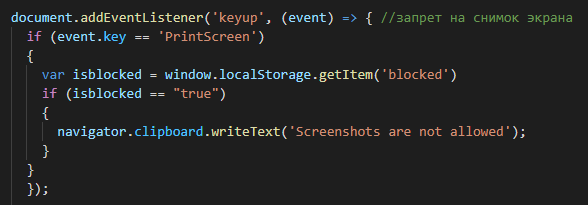 document.addEventListener('keyup', (event) => { //запрет на снимок экрана
if (event.key == 'PrintScreen')
{
var isblocked = window.localStorage.getItem('blocked')
if (isblocked == "true")
{
navigator.clipboard.writeText('Screenshots are not allowed');
}
}
});